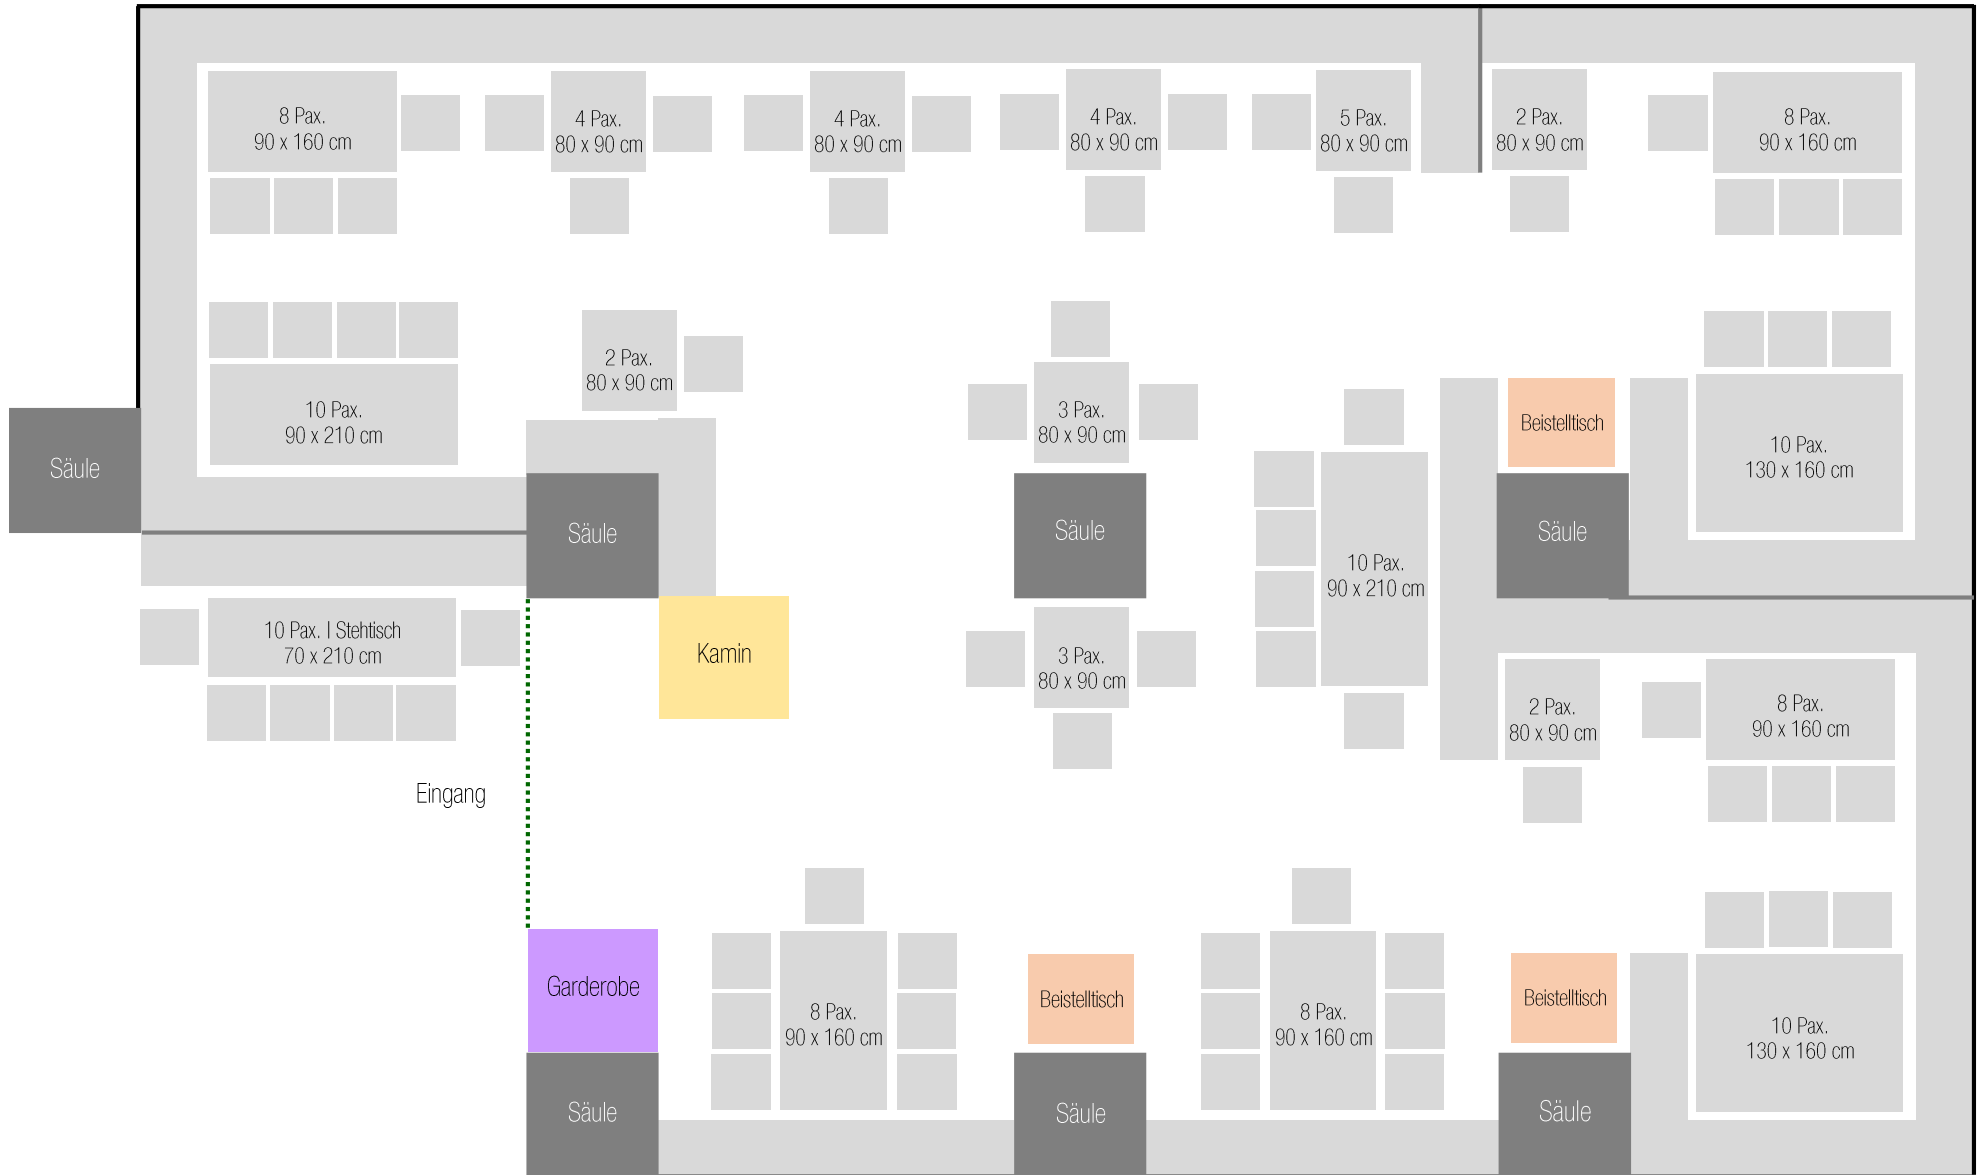 8 Pax.
90 x 160 cm
4 Pax.
80 x 90 cm
4 Pax.
80 x 90 cm
4 Pax.
80 x 90 cm
5 Pax.
80 x 90 cm
2 Pax.
80 x 90 cm
8 Pax.
90 x 160 cm
2 Pax.
80 x 90 cm
10 Pax.
90 x 210 cm
3 Pax.
80 x 90 cm
Beistelltisch
10 Pax.
130 x 160 cm
Säule
Säule
Säule
Säule
10 Pax.
90 x 210 cm
10 Pax. | Stehtisch
70 x 210 cm
Kamin
3 Pax.
80 x 90 cm
2 Pax.
80 x 90 cm
8 Pax.
90 x 160 cm
Eingang
Garderobe
8 Pax.
90 x 160 cm
Beistelltisch
8 Pax.
90 x 160 cm
Beistelltisch
10 Pax.
130 x 160 cm
Säule
Säule
Säule